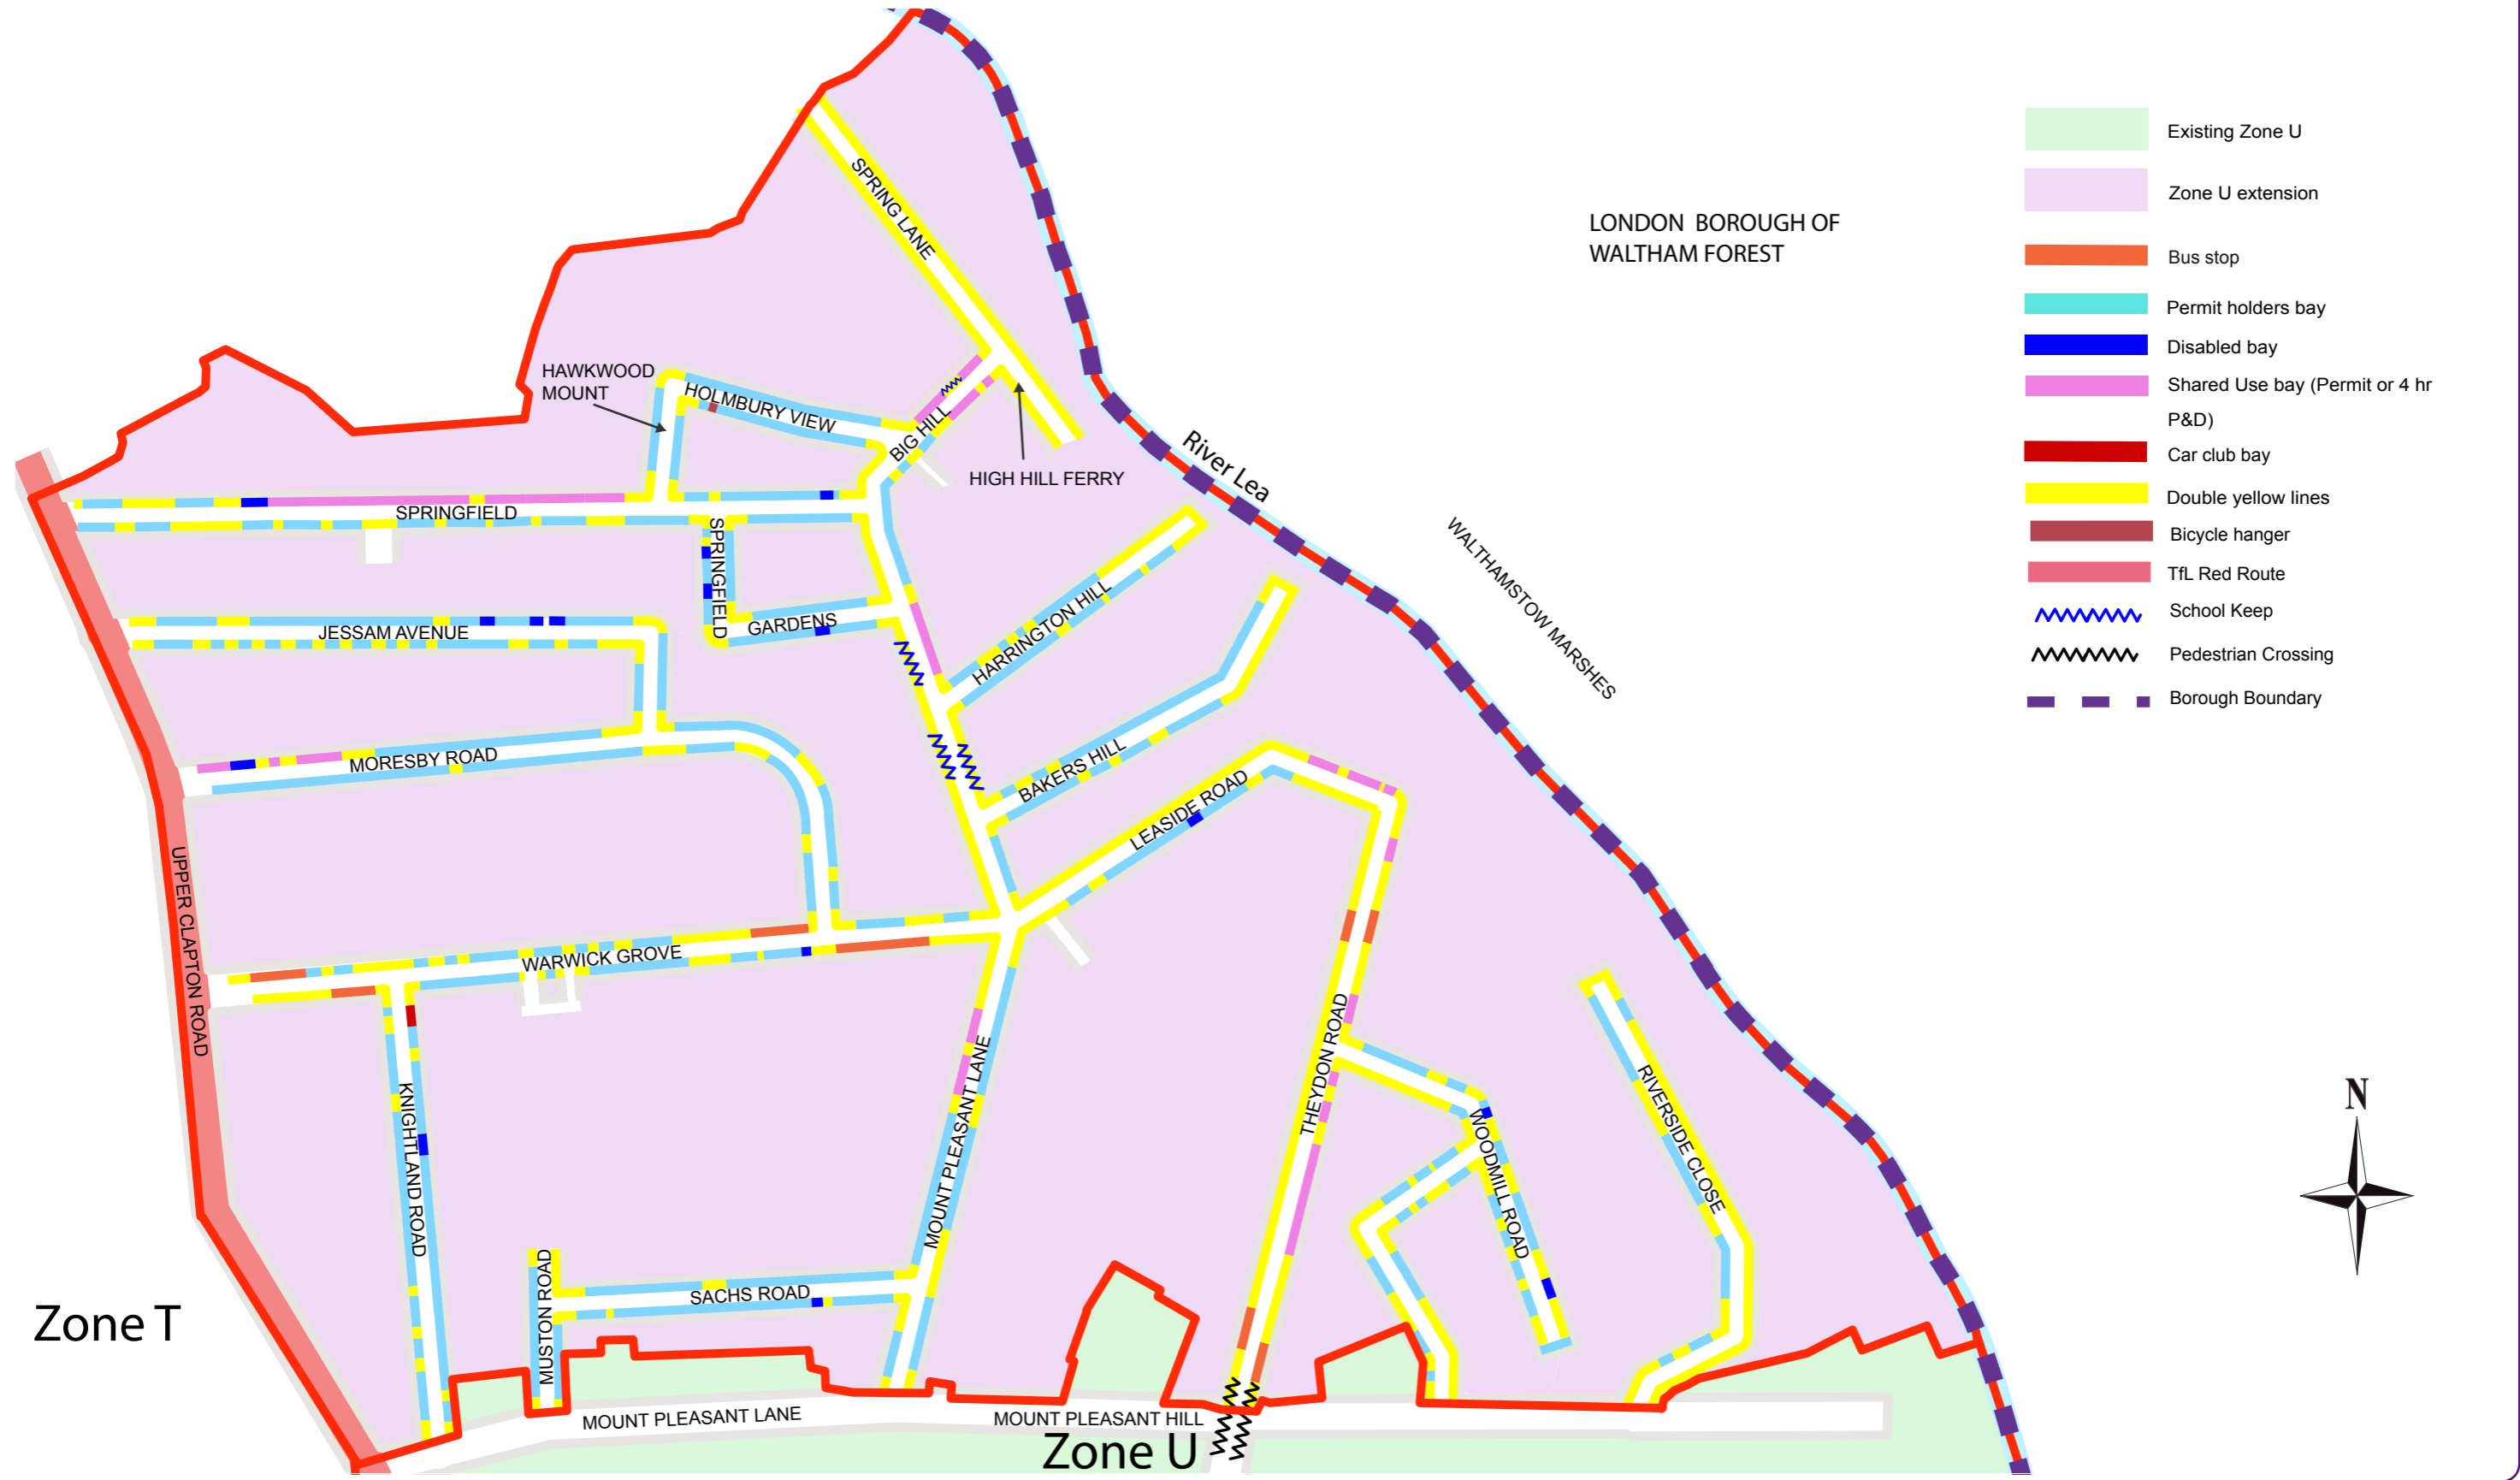 SPRING LANE
LONDON BOROUGH OF
WALTHAM FOREST
HAWKWOOD
MOUNT
HOLMBURY VIEW
BIG HILL
HIGH HILL FERRY
River Lea
WALTHAMSTOW MARSHES
SPRINGFIELD
SPRINGFIELD
GARDENS
JESSAM AVENUE
HARRINGTON HILL
MORESBY ROAD
BAKERS HILL
LEASIDE ROAD
UPPER CLAPTON ROAD
WARWICK GROVE
KNIGHTLAND ROAD
MOUNT PLEASANT LANE
THEYDON ROAD
WOODMILL ROAD
RIVERSIDE CLOSE
MUSTON ROAD
SACHS ROAD
Zone T
MOUNT PLEASANT LANE
MOUNT PLEASANT HILL
Zone U
Existing Zone U
Zone U extension
Bus stop
Permit holders bay
Disabled bay
Shared Use bay (Permit or 4 hr
P&D)
Car club bay
Double yellow lines
Bicycle hanger
TfL Red Route
School Keep
Pedestrian Crossing
Borough Boundary
N